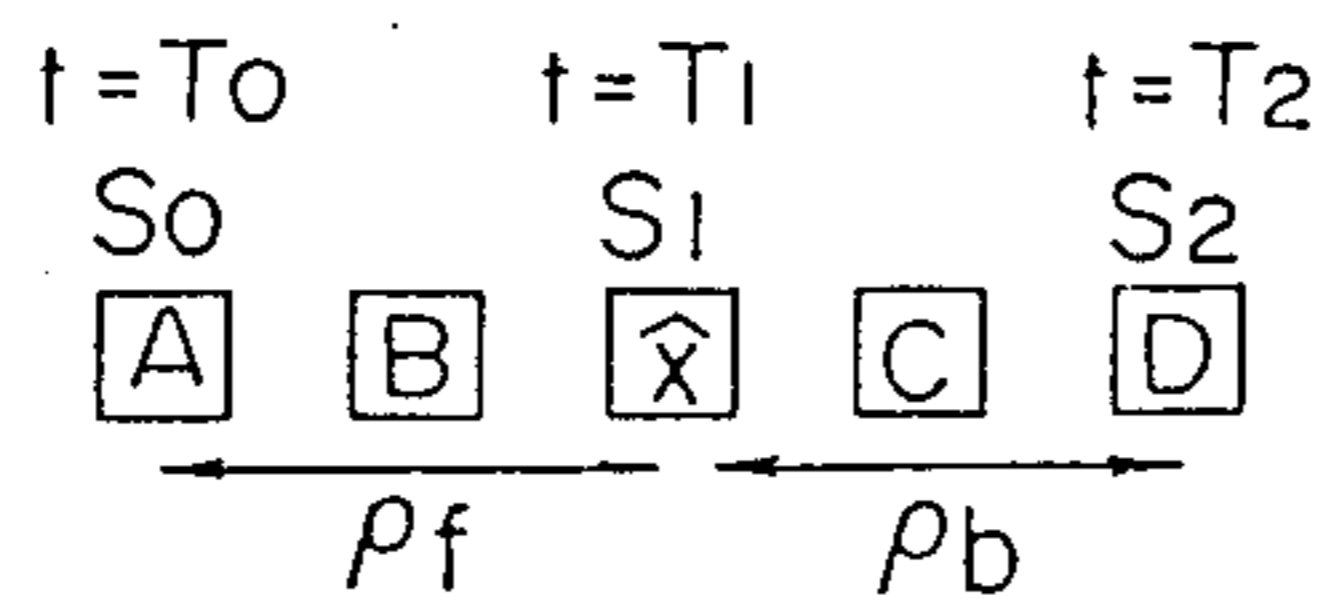 t = T0 t = T1 t = T2
S0 S1 S2
A B x̂ C D
ρf ρb